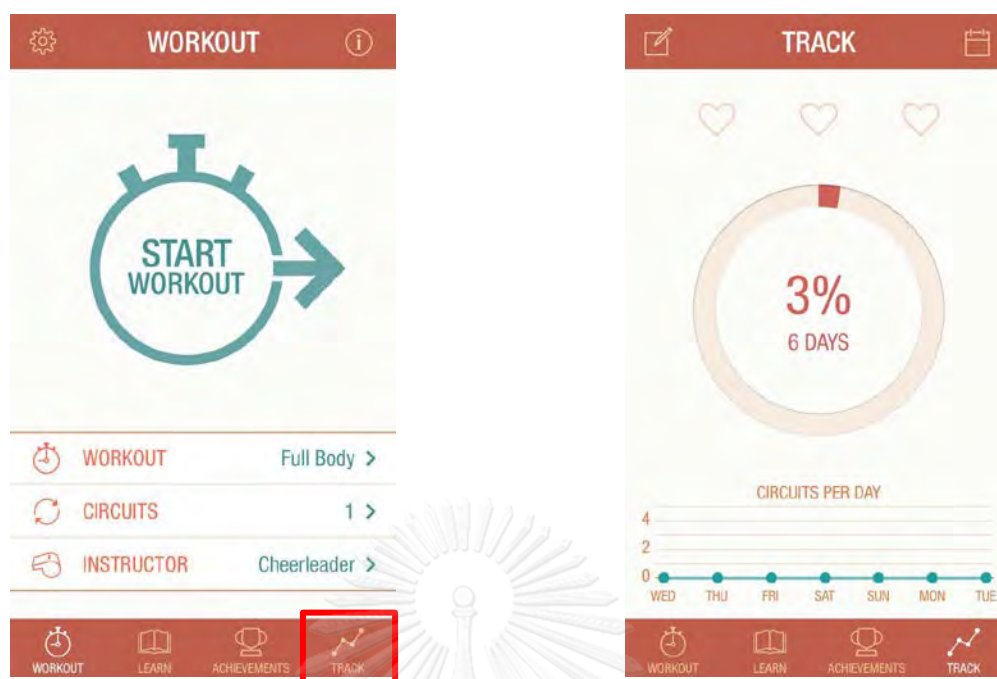 WORKOUT
START
WORKOUT
WORKOUT Full Body >
CIRCUITS 1 >
INSTRUCTOR Cheerleader >
WORKOUT LEARN ACHIEVEMENTS TRACK
TRACK
3%
6 DAYS
CIRCUITS PER DAY
4
2
0
WED THU FRI SAT SUN MON TUE
WORKOUT LEARN ACHIEVEMENTS TRACK